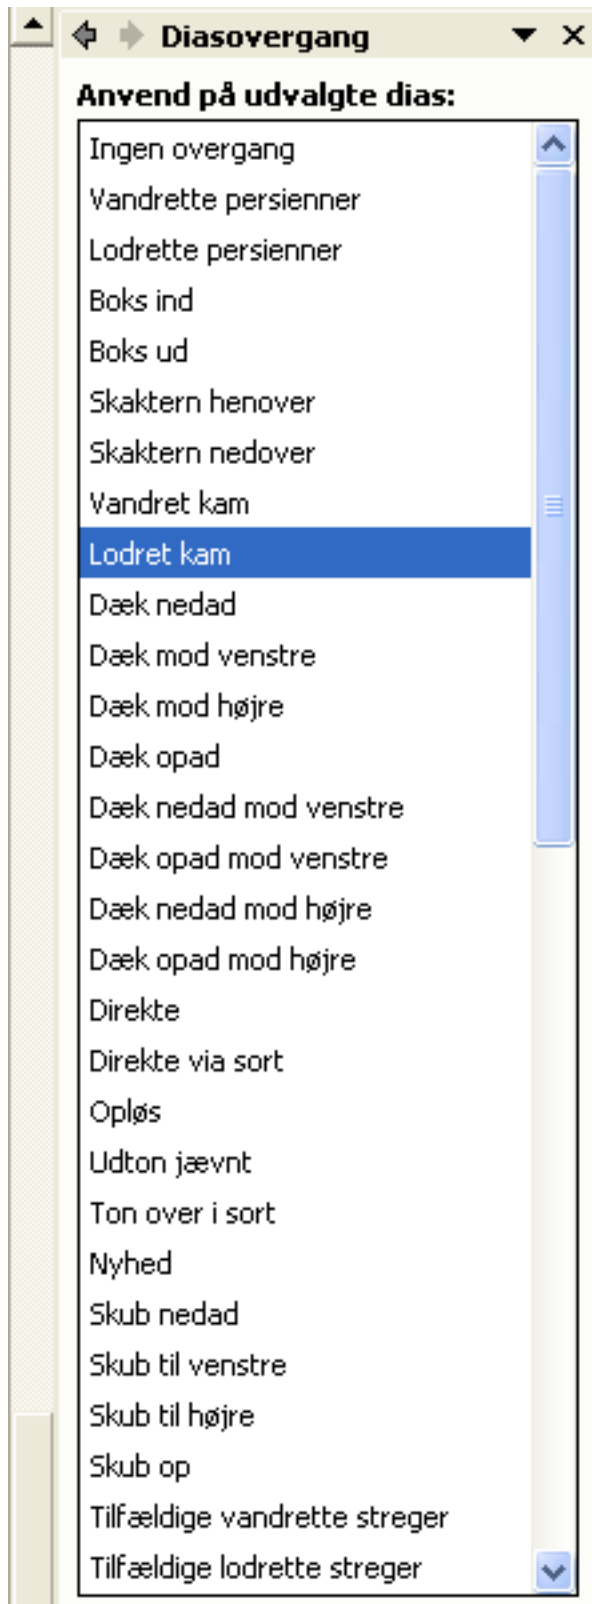 Diasovergang
Anvend på udvalgte dias:
Ingen overgang
Vandrette persienner
Lodrette persienner
Boks ind
Boks ud
Skaktern henover
Skaktern nedover
Vandret kam
Lodret kam
Dæk nedad
Dæk mod venstre
Dæk mod højre
Dæk opad
Dæk nedad mod venstre
Dæk opad mod venstre
Dæk nedad mod højre
Dæk opad mod højre
Direkte
Direkte via sort
Opløs
Udton jævnt
Ton over i sort
Nyhed
Skub nedad
Skub til venstre
Skub til højre
Skub op
Tilfældige vandrette streger
Tilfældige lodrette streger